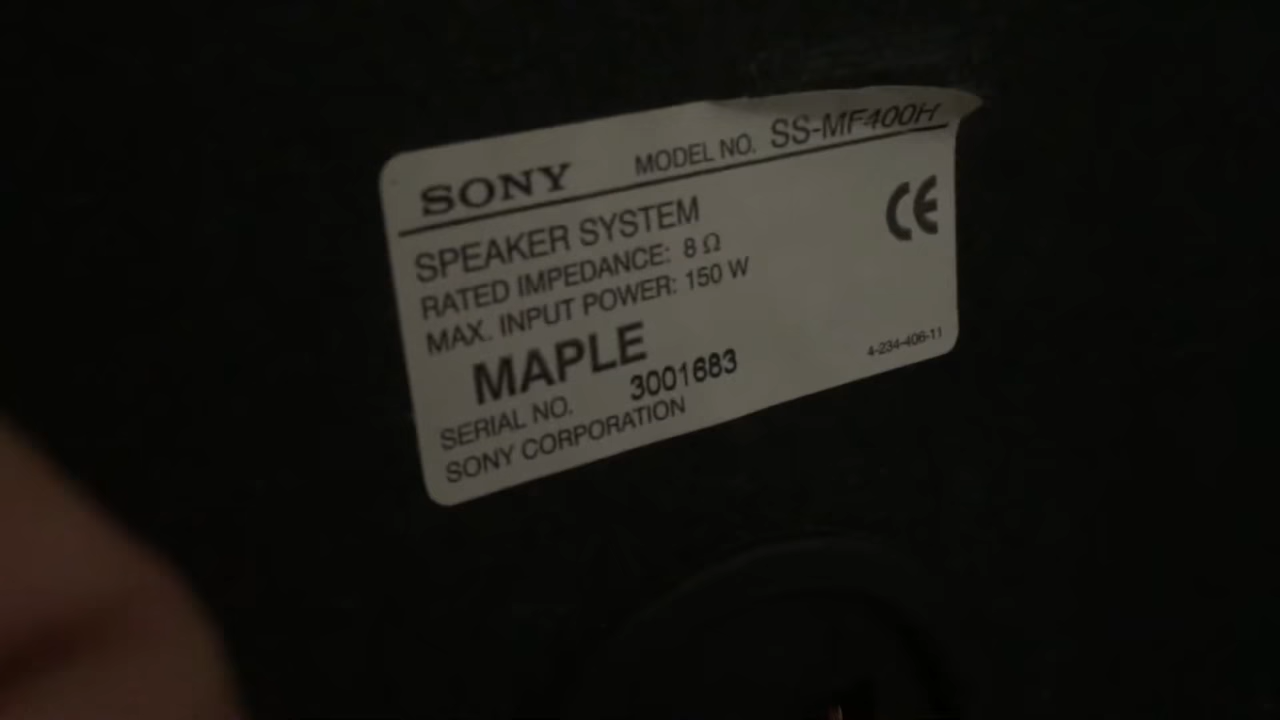 SONY MODEL NO. SS-MF400H
SPEAKER SYSTEM
RATED IMPEDANCE: 8 Ω
MAX. INPUT POWER: 150 W
MAPLE
4-234-406-11
SERIAL NO. 3001683
SONY CORPORATION
CE